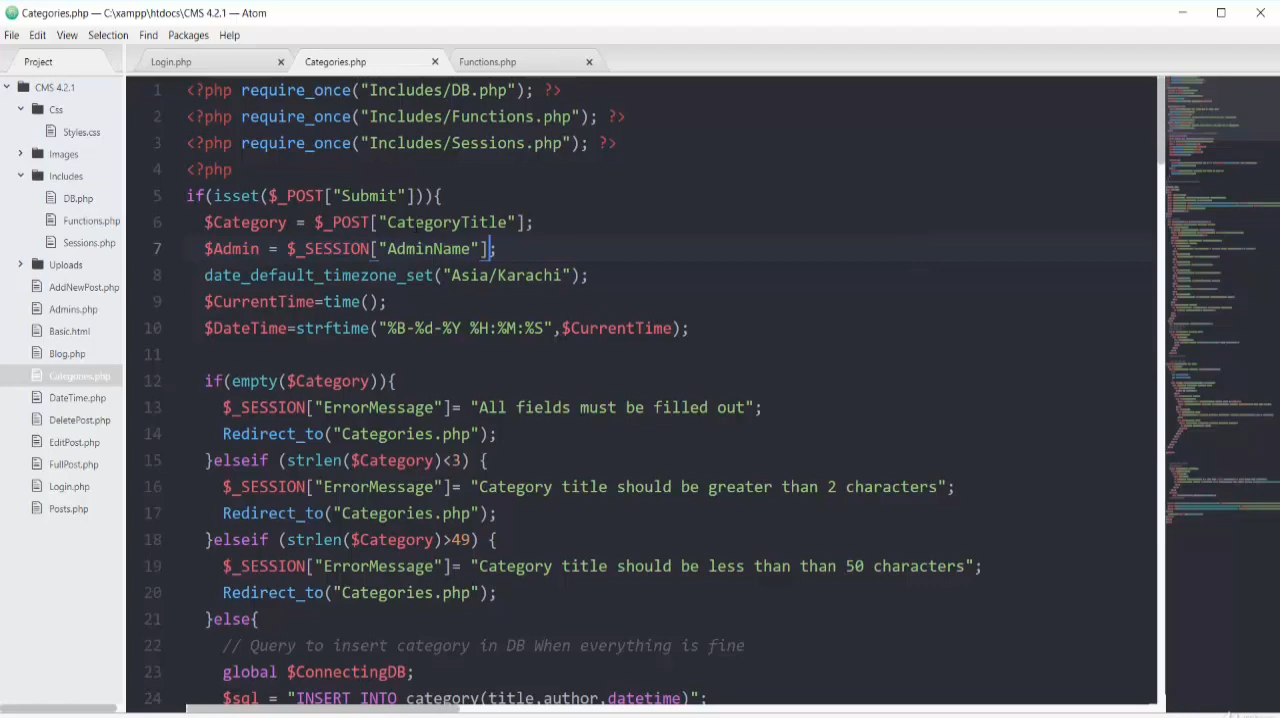 Categories.php — C:\xampp\htdocs\CMS 4.2.1 — Atom
File Edit View Selection Find Packages Help
Project
Login.php
Categories.php
Functions.php
CMS 4.2.1
Css
Styles.css
Images
Includes
DB.php
Functions.php
Sessions.php
Uploads
AddNewPost.php
Admins.php
Basic.html
Blog.php
Categories.php
DateTime.php
DeletePost.php
EditPost.php
FullPost.php
Login.php
Posts.php
1 <?php require_once("Includes/DB.php"); ?>
2 <?php require_once("Includes/Functions.php"); ?>
3 <?php require_once("Includes/Sessions.php"); ?>
4 <?php
5 if(isset($_POST["Submit"])){
6 $Category = $_POST["CategoryTitle"];
7 $Admin =
8 date_default_timezone_set("Asia/Karachi");
9 $CurrentTime=time();
10 $DateTime=strftime("%B-%d-%Y %H:%M:%S",$CurrentTime);
11
12 if(empty($Category)){
13 $_SESSION["ErrorMessage"]= fields must be filled out";
14 Redirect_to("Categories.php")
15 }elseif (strlen($Category)<3 {
16 $_SESSION["ErrorMessage"]= Category title should be greater than 2 characters";
17 Redirect_to("Categories.php")
18 }elseif (strlen($Category)>49) {
19 $_SESSION["ErrorMessage"]= "Category title should be less than than 50 characters";
20 Redirect_to("Categories.php");
21 }else{
22 // Query to insert category in DB When everything is fine
23 global $ConnectingDB;
24 $sql = "INSERT INTO category(title,author,datetime)";